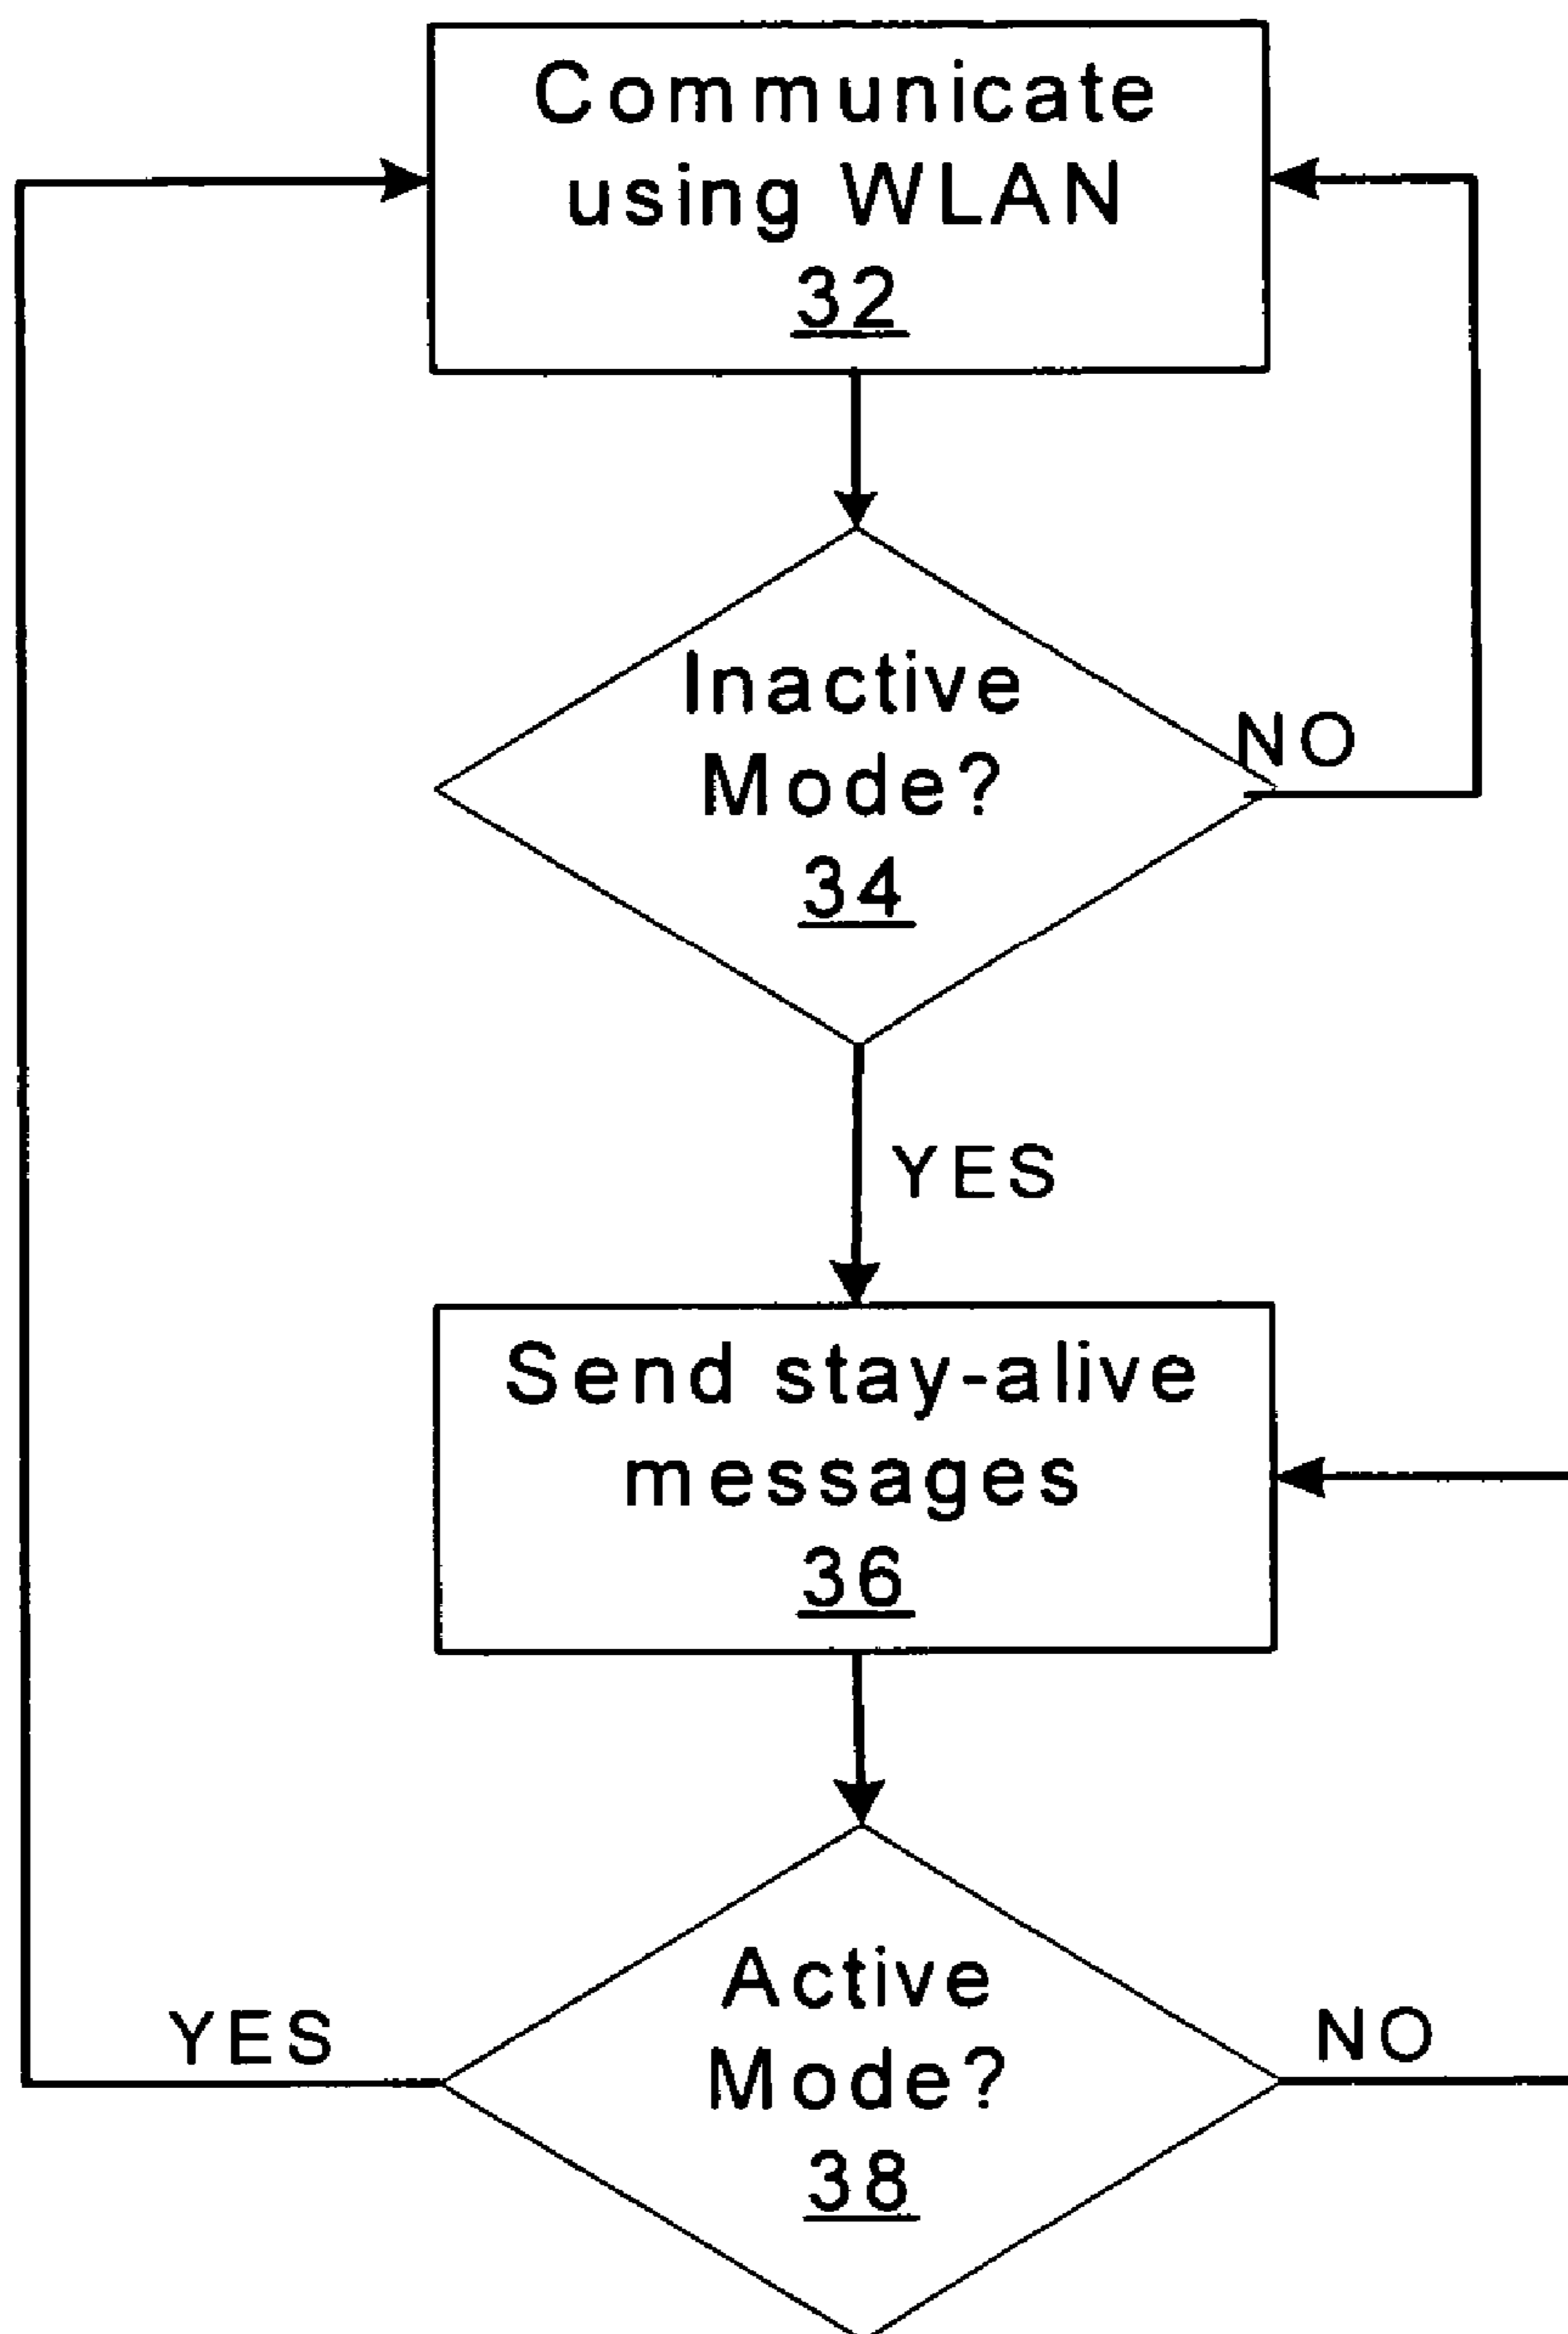 Communicate
using WLAN
32
Inactive
Mode?
34
NO
YES
Send stay-alive
messages
36
Active
Mode?
38
YES
NO